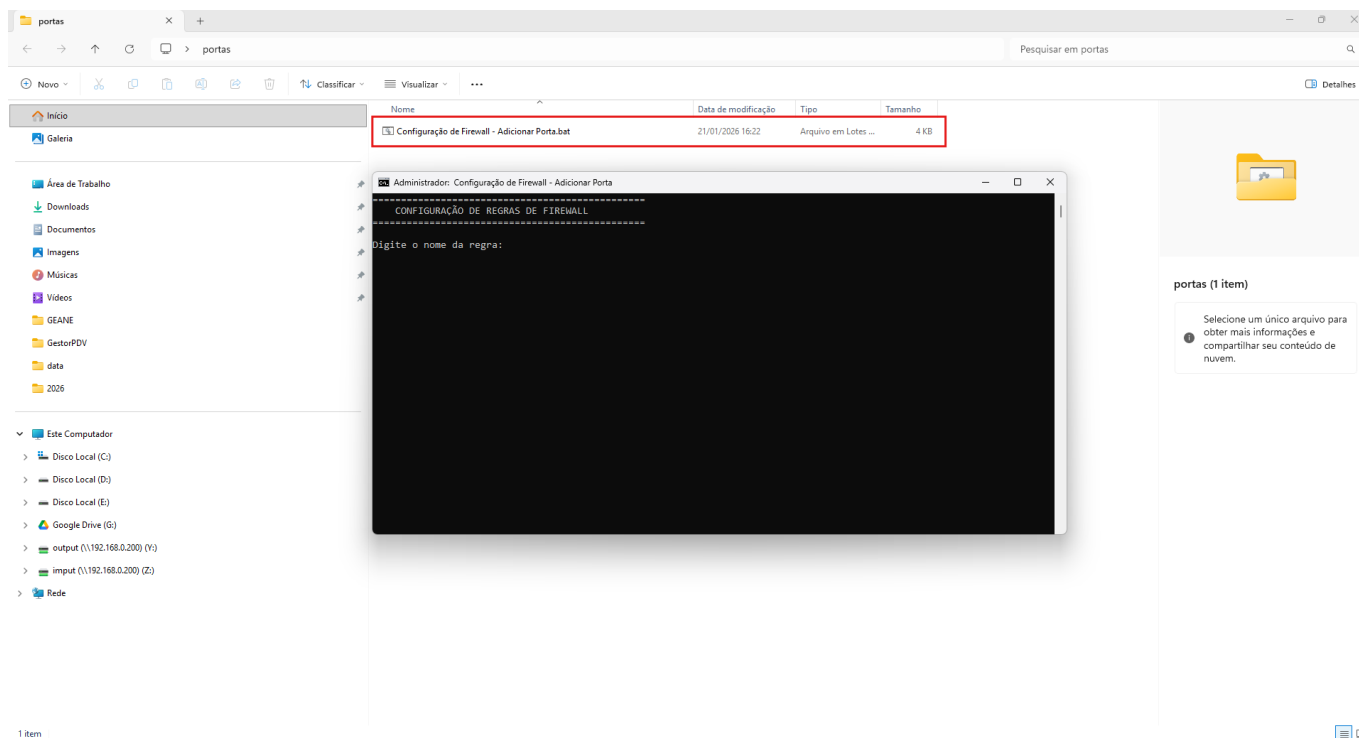 portas
portas
Pesquisar em portas
Novo
Classificar
Visualizar
Detalhes
Início
Galeria
Área de Trabalho
Downloads
Documentos
Imagens
Músicas
Vídeos
GEANE
GestorPDV
data
2026
Este Computador
Disco Local (C:)
Disco Local (D:)
Disco Local (E:)
Google Drive (G:)
output (\\192.168.0.200) (Y:)
imput (\\192.168.0.200) (Z:)
Rede
Nome Data de modificação Tipo Tamanho
Configuração de Firewall - Adicionar Porta.bat 21/01/2026 16:22 Arquivo em Lotes ... 4 KB
Administrador: Configuração de Firewall - Adicionar Porta
================================================
CONFIGURAÇÃO DE REGRAS DE FIREWALL
================================================
Digite o nome da regra:
portas (1 item)
Selecione um único arquivo para
obter mais informações e
compartilhar seu conteúdo de
nuvem.
1 item